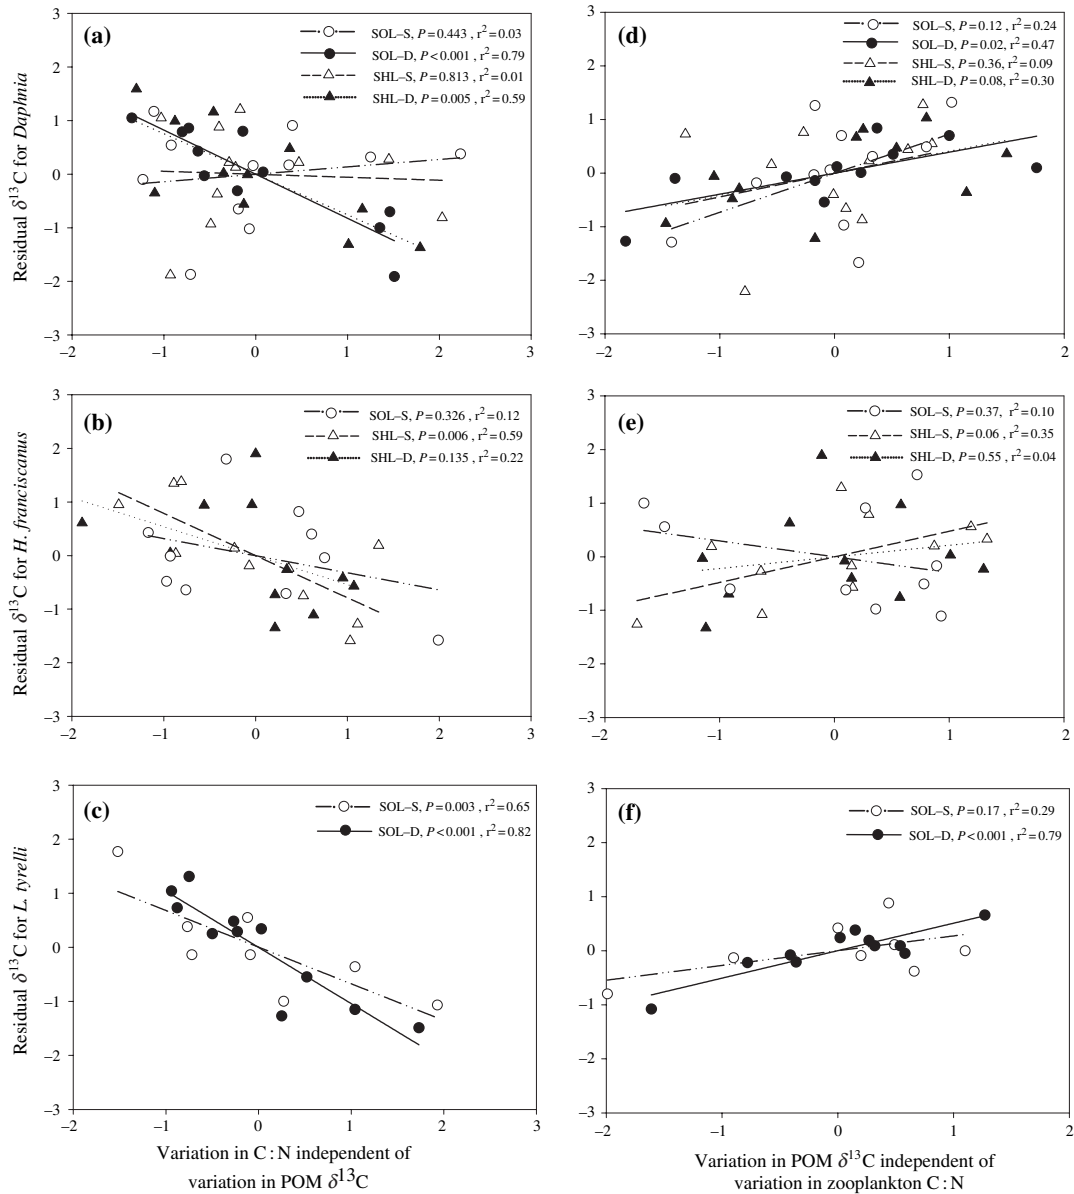 (a)
SOL–S, P = 0.443 , r2 = 0.03
SOL–D, P < 0.001 , r2 = 0.79
SHL–S, P = 0.813 , r2 = 0.01
SHL–D, P = 0.005 , r2 = 0.59
Residual δ13 C for Daphnia
3
2
1
0
–1
–2
–3
–2 –1 0 1 2 3
(d)
SOL–S, P = 0.12 , r2 = 0.24
SOL–D, P = 0.02 , r2 = 0.47
SHL–S, P = 0.36, r2 = 0.09
SHL–D, P = 0.08 , r2 = 0.30
3
2
1
0
–1
–2
–3
–2 –1 0 1 2
(b)
SOL–S, P = 0.326 , r2 = 0.12
SHL–S, P = 0.006 , r2 = 0.59
SHL–D, P = 0.135 , r2 = 0.22
Residual δ13C for H. franciscanus
3
2
1
0
–1
–2
–3
–2 –1 0 1 2 3
(e)
SOL–S, P = 0.37, r2 = 0.10
SHL–S, P = 0.06 , r2 = 0.35
SHL–D, P = 0.55 , r2 = 0.04
3
2
1
0
–1
–2
–3
–2 –1 0 1 2
(c)
SOL–S, P = 0.003 , r2 = 0.65
SOL–D, P < 0.001 , r2 = 0.82
Residual δ13C for L. tyrelli
3
2
1
0
–1
–2
–3
–2 –1 0 1 2 3
Variation in C : N independent of
variation in POM δ13C
(f)
SOL–S, P = 0.17 , r2 = 0.29
SOL–D, P < 0.001 , r2 = 0.79
3
2
1
0
–1
–2
–3
–2 –1 0 1 2
Variation in POM δ13C independent of
variation in zooplankton C : N